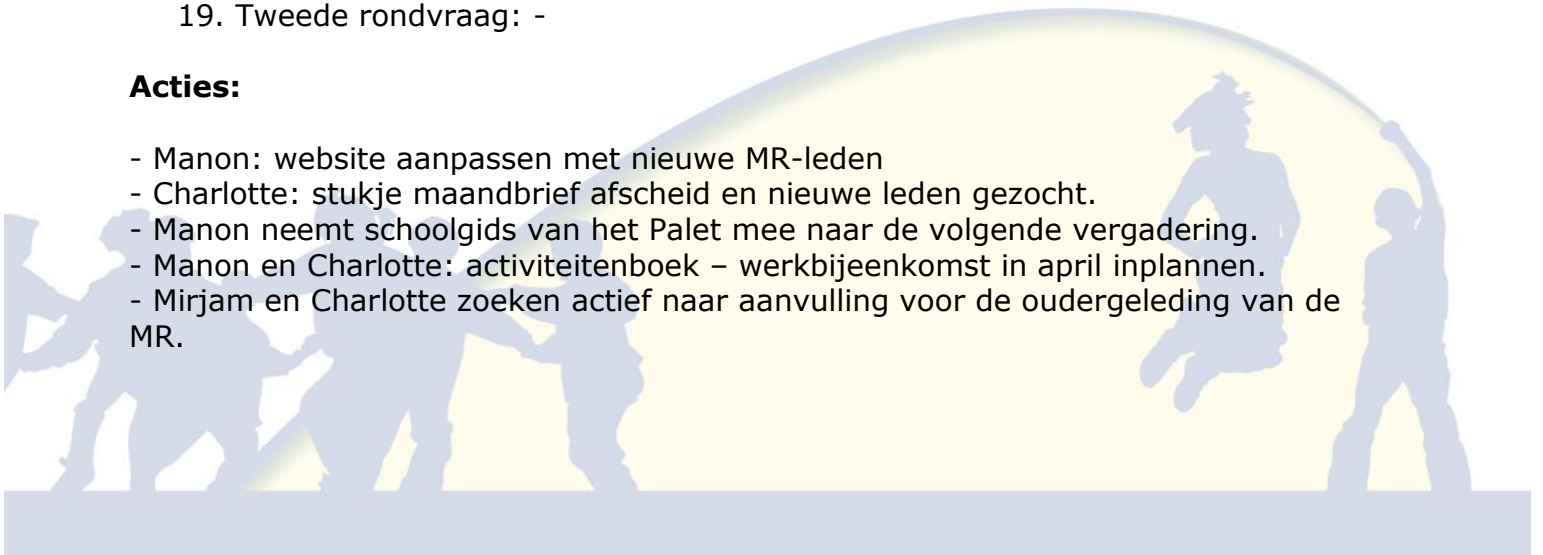 19. Tweede rondvraag: -
Acties:
- Manon: website aanpassen met nieuwe MR-leden
- Charlotte: stukje maandbrief afscheid en nieuwe leden gezocht.
- Manon neemt schoolgids van het Palet mee naar de volgende vergadering.
- Manon en Charlotte: activiteitenboek – werkbijeenkomst in april inplannen.
- Mirjam en Charlotte zoeken actief naar aanvulling voor de oudergeleding van de
MR.